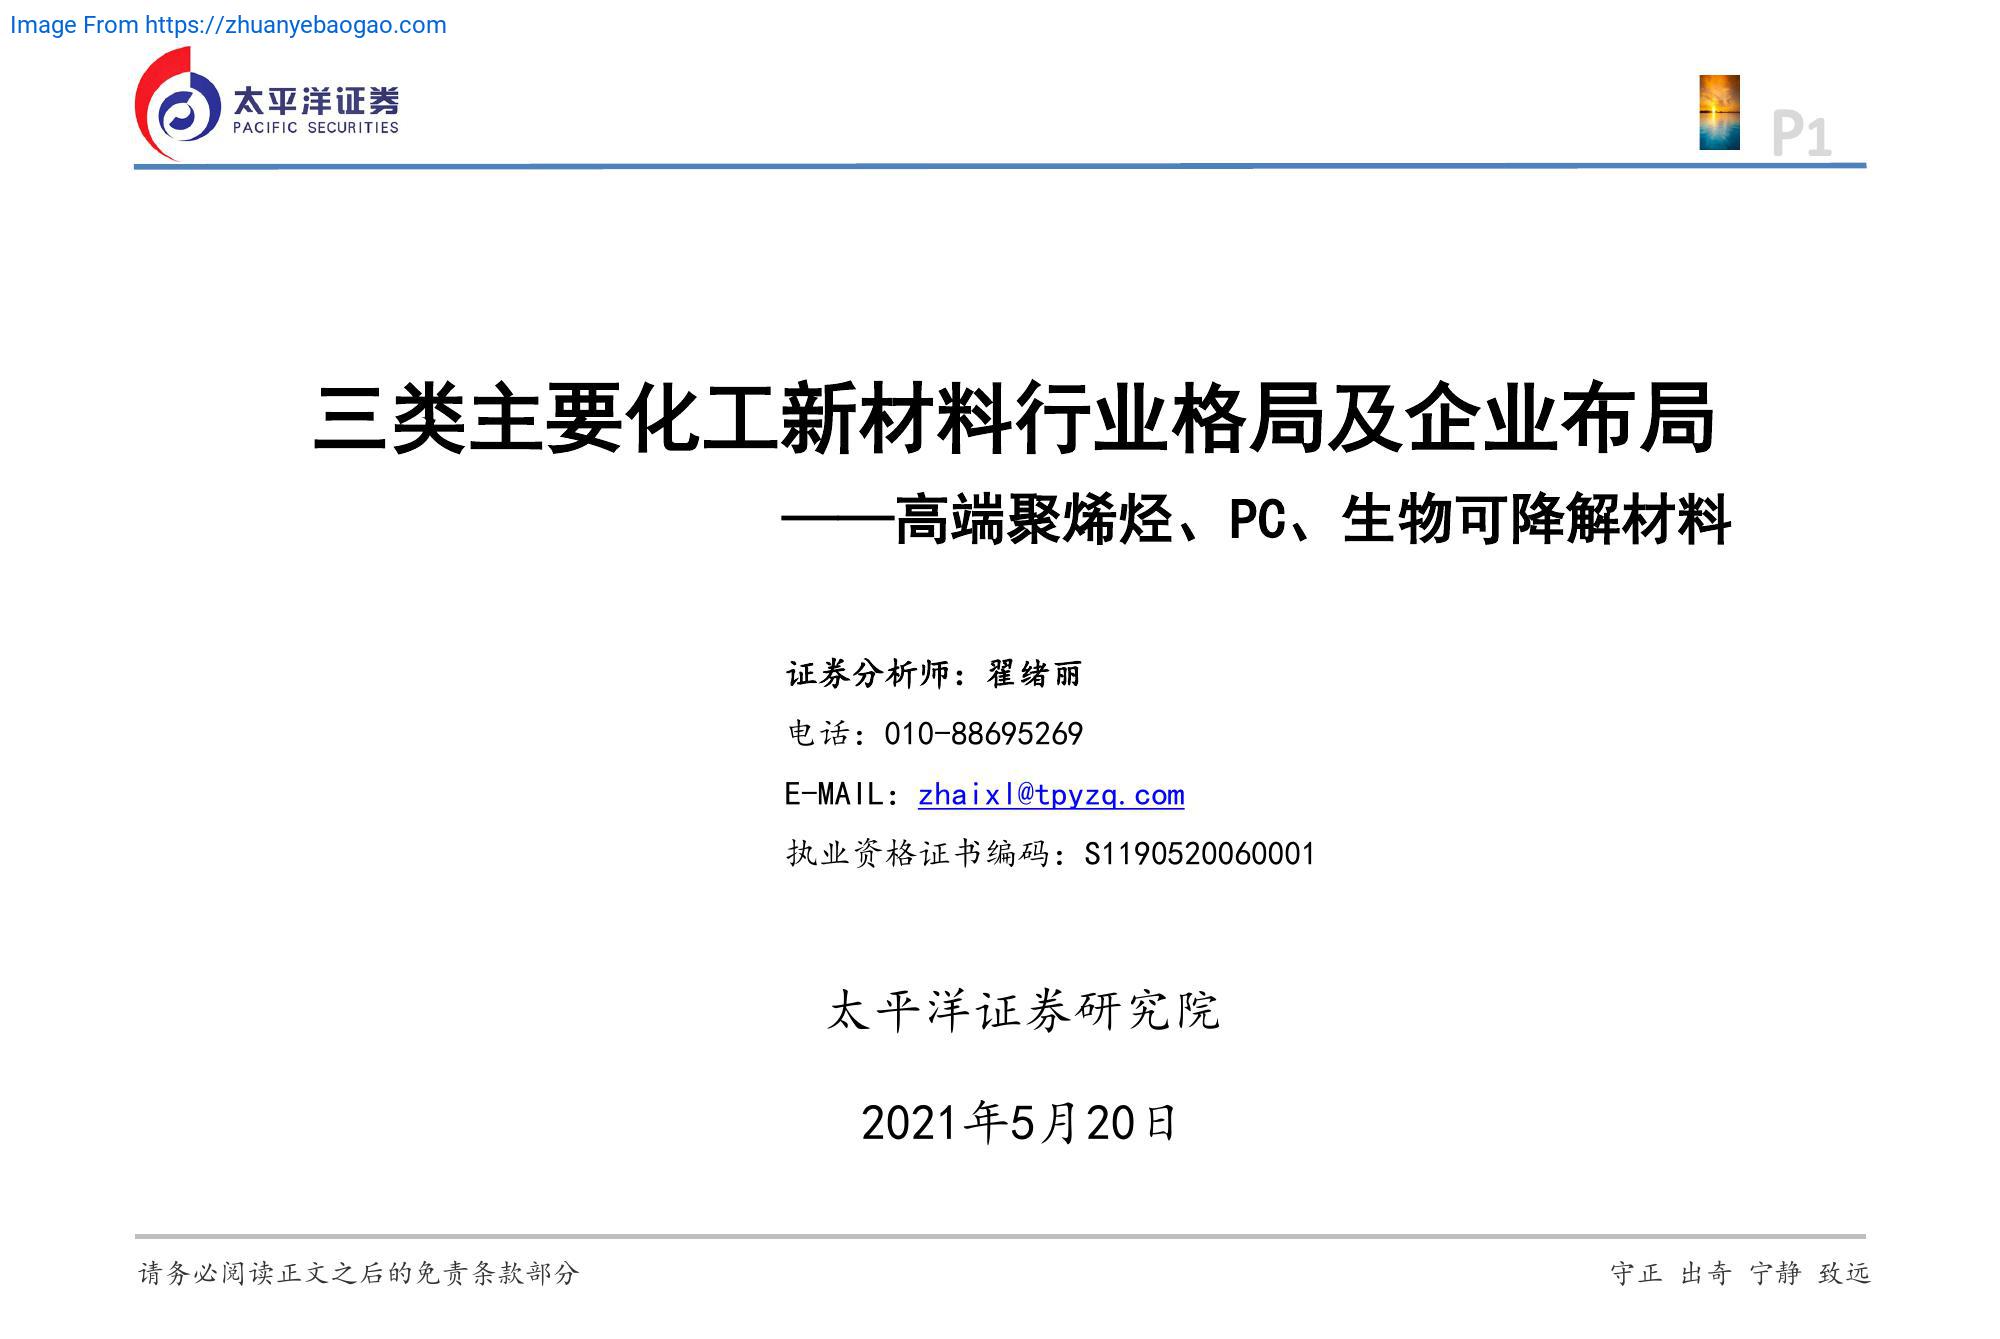 Image From https://zhuanyebaogao.com
太平洋证券
PACIFIC SECURITIES
P1
三类主要化工新材料行业格局及企业布局
——高端聚烯烃、PC、生物可降解材料
证券分析师：翟绪丽
电话：010-88695269
E-MAIL：zhaixl@tpyzq.com
执业资格证书编码：S1190520060001
太平洋证券研究院
2021年5月20日
请务必阅读正文之后的免责条款部分
守正 出奇 宁静 致远